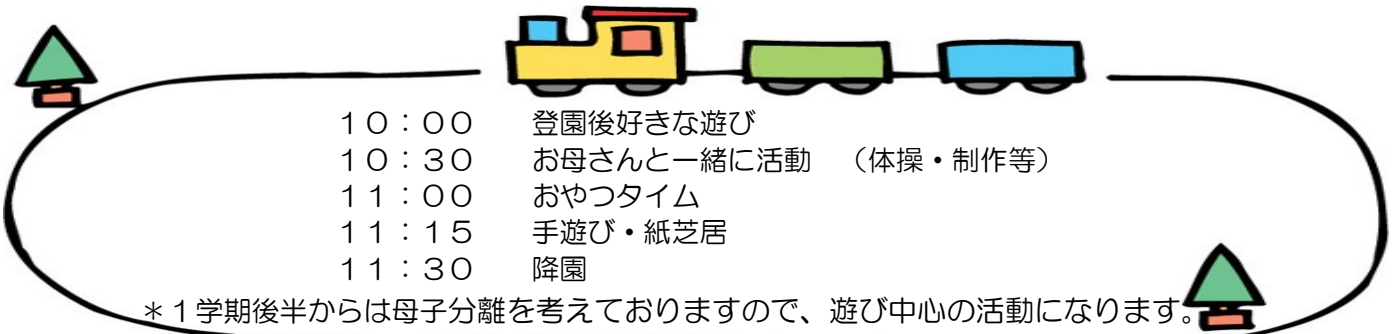 １０：００　　登園後好きな遊び
１０：３０　　お母さんと一緒に活動　（体操・制作等）
１１：００　　おやつタイム
１１：１５　　手遊び・紙芝居
１１：３０　　降園
＊１学期後半からは母子分離を考えておりますので、遊び中心の活動になります。